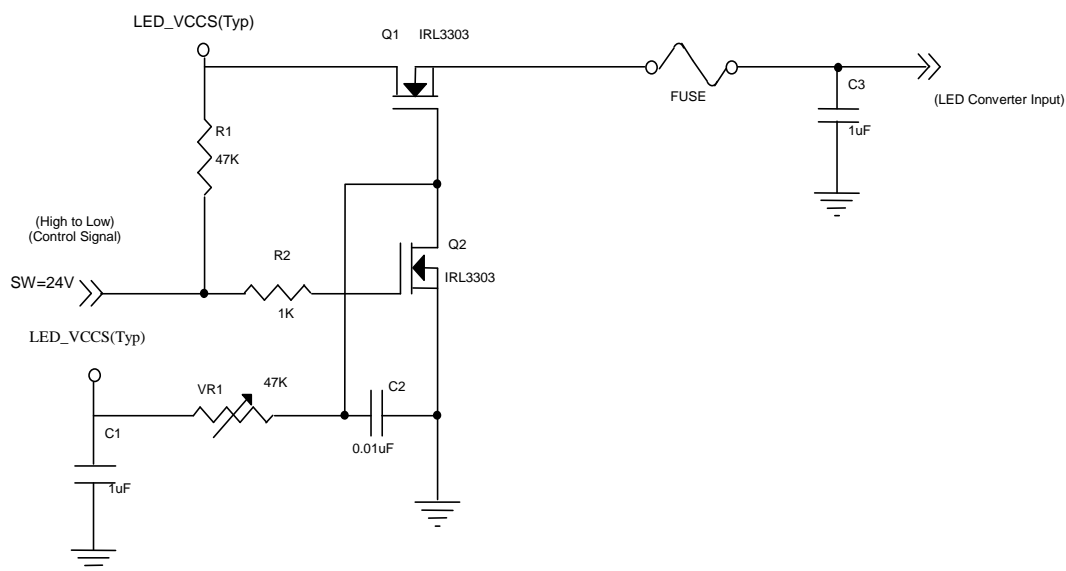 LED_VCCS(Typ)
Q1 IRL3303
FUSE
C3
(LED Converter Input)
1uF
R1
47K
(High to Low)
(Control Signal)
SW=24V
R2
1K
Q2
IRL3303
LED_VCCS(Typ)
VR1
47K
C2
0.01uF
C1
1uF